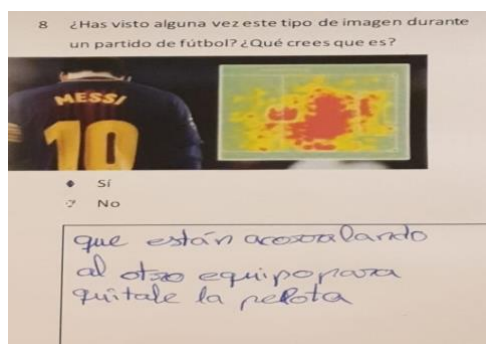 8 ¿Has visto alguna vez este tipo de imagen durante
un partido de fútbol? ¿Qué crees que es?
MESSI
10
Sí
No
que están acorralando
al otro equipo para
quitale la pelota